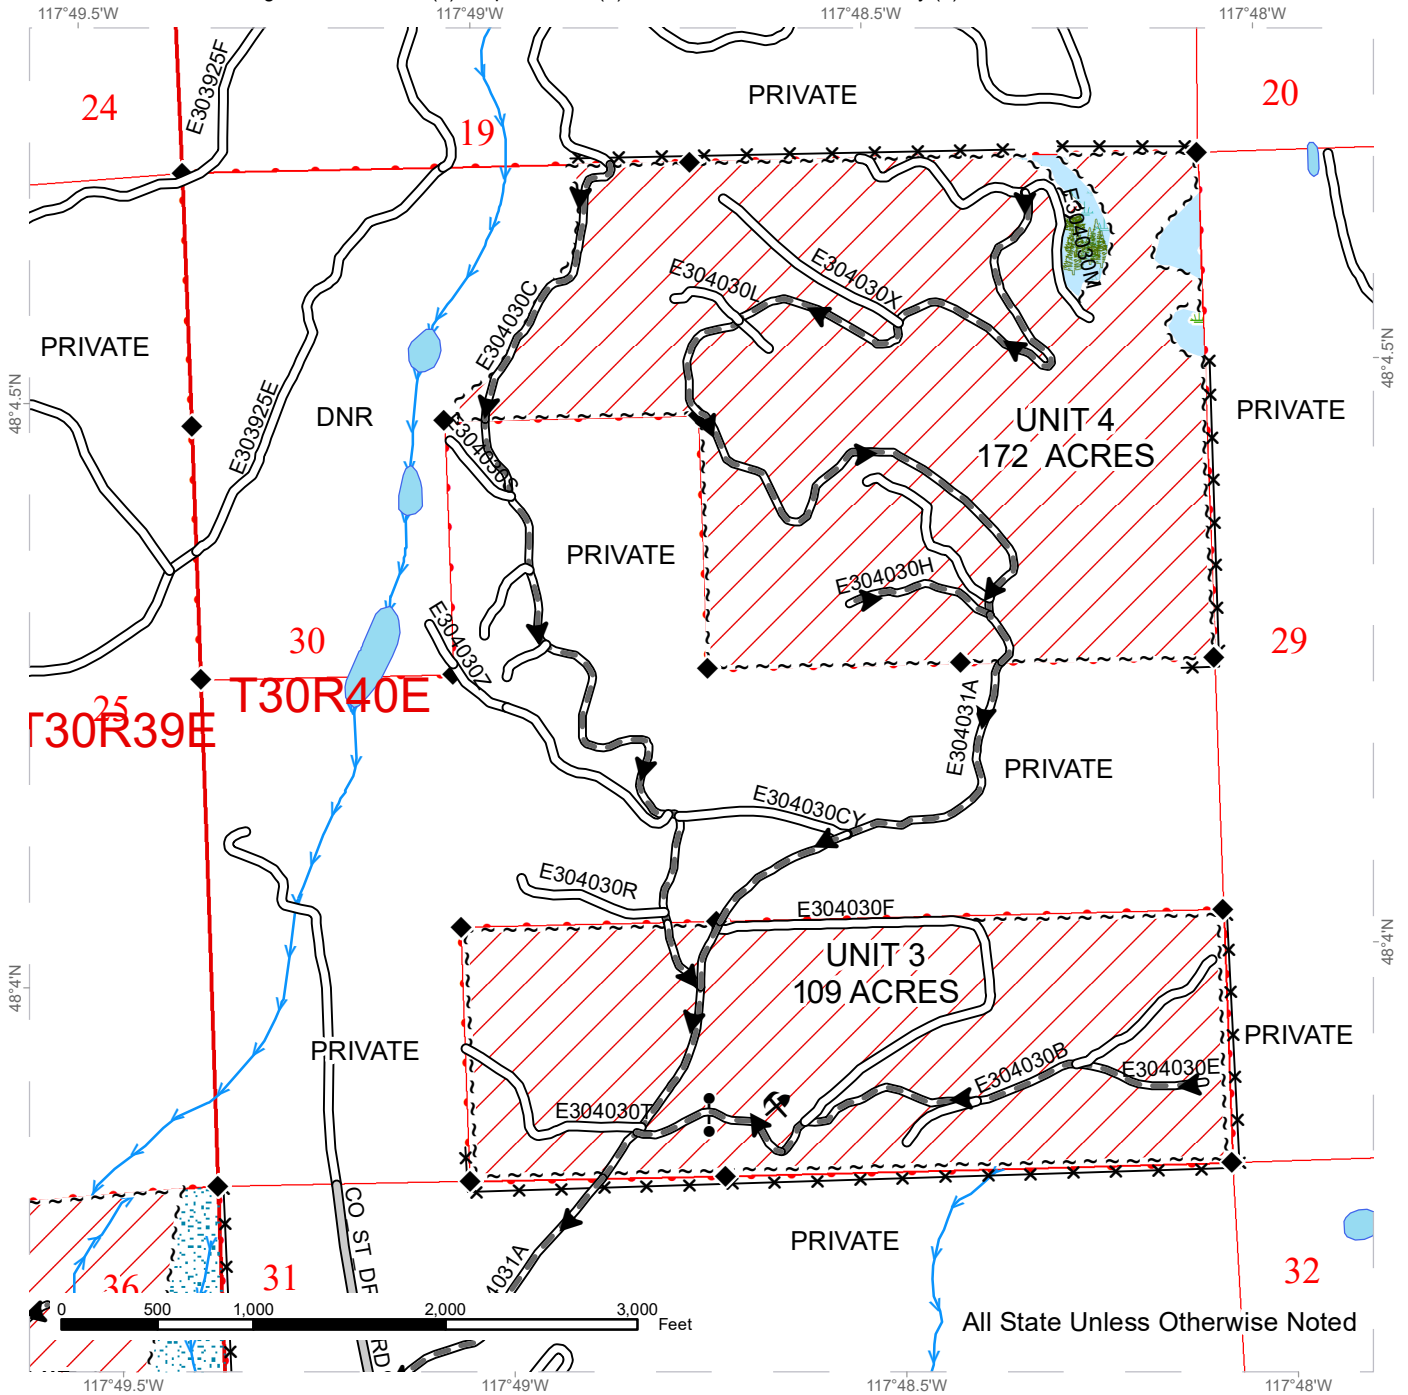 117°49.5'W
117°49'W
117°48.5'W
117°48'W
24
E303925F
19
PRIVATE
20
E304030M
E304030L
E304030X
E304030C
PRIVATE
48°4.5'N
48°4.5'N
DNR
E303925E
UNIT 4
172 ACRES
PRIVATE
E304030S
PRIVATE
E304030H
E304030Z
30
29
T30R40E
25
T30R39E
E304031A
PRIVATE
E304030CY
E304030R
E304030F
UNIT 3
109 ACRES
48°4'N
48°4'N
PRIVATE
PRIVATE
E304030B
E304030E
E304030T
CO ST DF
RD
PRIVATE
4031A
36
31
32
0
500
1,000
2,000
3,000
Feet
All State Unless Otherwise Noted
117°49.5'W
117°49'W
117°48.5'W
117°48'W